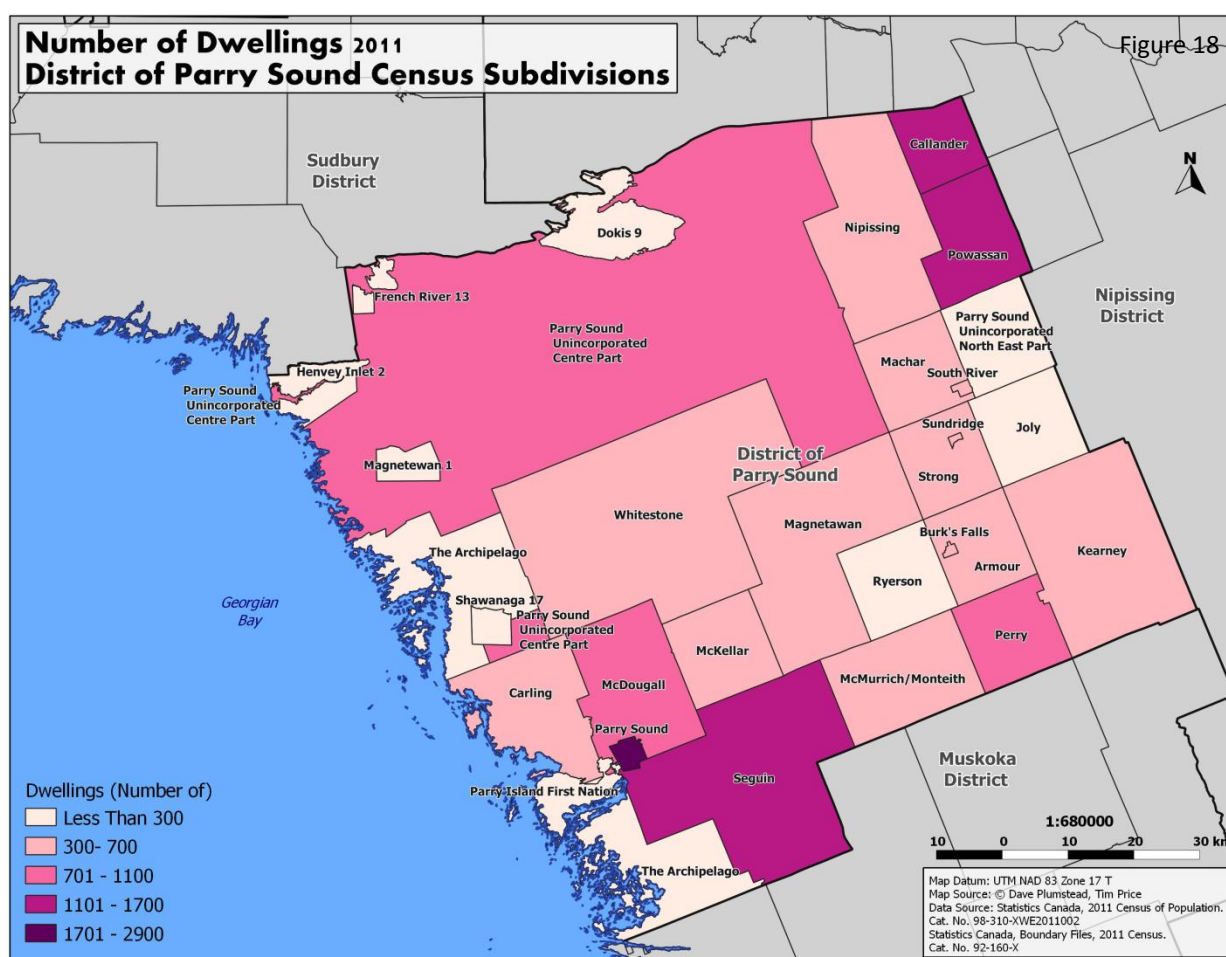 Number of Dwellings 2011
District of Parry Sound Census Subdivisions
Figure 18
Sudbury
District
Callander
N
Dokis 9
Nipissing
Powassan
French River 13
Nipissing
District
Parry Sound
Unincorporated
North East Part
Parry Sound
Unincorporated
Centre Part
Machar
South River
Henvey Inlet 2
Parry Sound
Unincorporated
Centre Part
Sundridge
Joly
District of
Parry Sound
Magnetewan 1
Strong
Whitestone
Magnetawan
Burk's Falls
Kearney
The Archipelago
Armour
Ryerson
Georgian
Bay
Shawanaga 17
Parry Sound
Unincorporated
Centre Part
Perry
McKellar
McMurrich/Monteith
McDougall
Carling
Parry Sound
Muskoka
District
Seguin
Parry Island First Nation
The Archipelago
Dwellings (Number of)
Less Than 300
300- 700
701 - 1100
1101 - 1700
1701 - 2900
1:680000
10 0 10 20 30 km
Map Datum: UTM NAD 83 Zone 17 T
Map Source: © Dave Plumstead, Tim Price
Data Source: Statistics Canada, 2011 Census of Population.
Cat. No. 98-310-XWE2011002
Statistics Canada, Boundary Files, 2011 Census.
Cat. No. 92-160-X